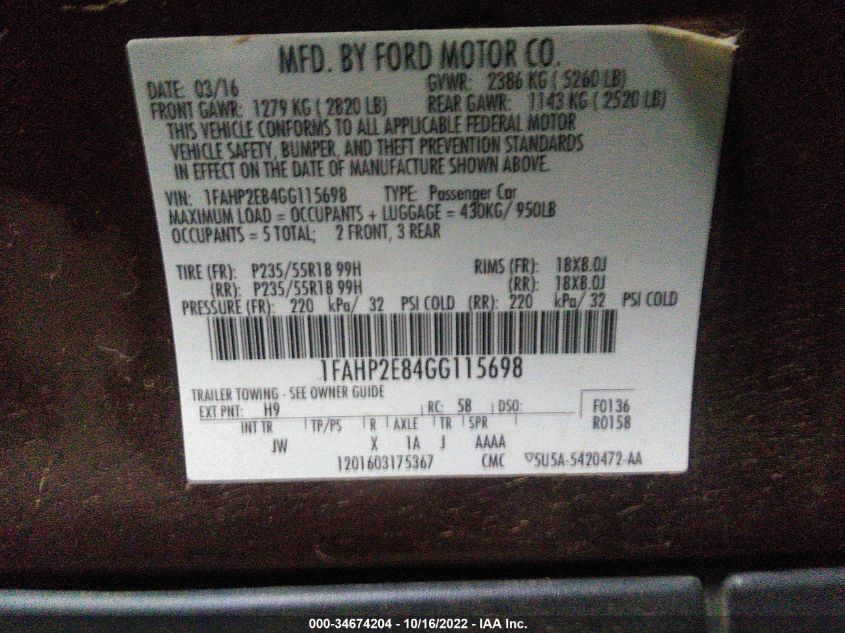 MFD. BY FORD MOTOR CO.
DATE: 03/16 GVWR: 2386 KG ( 5260 LB)
FRONT GAWR: 1279 KG ( 2820 LB) REAR GAWR: 1143 KG ( 2520 LB)
THIS VEHICLE CONFORMS TO ALL APPLICABLE FEDERAL MOTOR
VEHICLE SAFETY, BUMPER, AND THEFT PREVENTION STANDARDS
IN EFFECT ON THE DATE OF MANUFACTURE SHOWN ABOVE.
VIN: 1FAHP2E84GG115698 TYPE: Passenger Car
MAXIMUM LOAD = OCCUPANTS + LUGGAGE = 430KG/ 950LB
OCCUPANTS = 5 TOTAL; 2 FRONT, 3 REAR
TIRE (FR): P235/55R18 99H RIMS (FR): 18X8.0J
(RR): P235/55R18 99H (RR): 18X8.0J
PRESSURE (FR): 220 kPa/ 32 PSI COLD (RR): 220 kPa/ 32 PSI COLD
1FAHP2E84GG115698
TRAILER TOWING - SEE OWNER GUIDE
EXT PNT: H9 RC: 58 DSO: F0136
INT TR TP/PS R AXLE TR SPR R0158
JW X 1A J AAAA
1201603175367 CMC ▽5U5A-5420472-AA
000-34674204 - 10/16/2022 - IAA Inc.